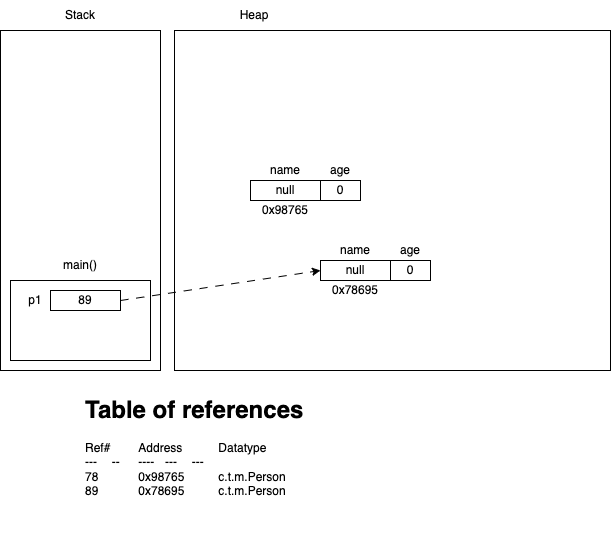 Stack Heap
name age
null 0
0x98765
name age
main()
null 0
0x78695
p1 89
Table of references
Ref# Address Datatype
--- -- ---- --- ---
78 0x98765 c.t.m.Person
89 0x78695 c.t.m.Person